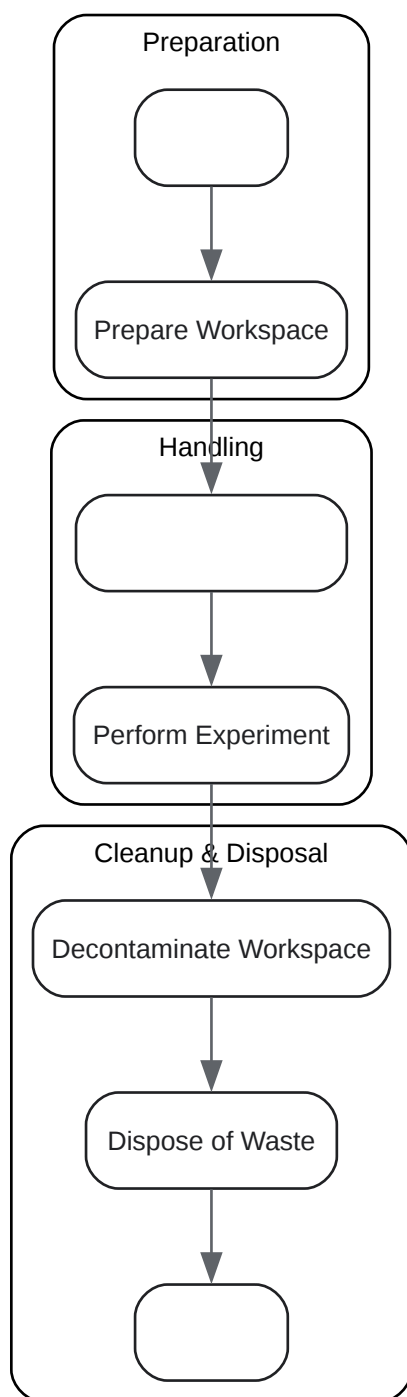 Preparation
Prepare Workspace
Handling
Perform Experiment
Cleanup & Disposal
Decontaminate Workspace
Dispose of Waste